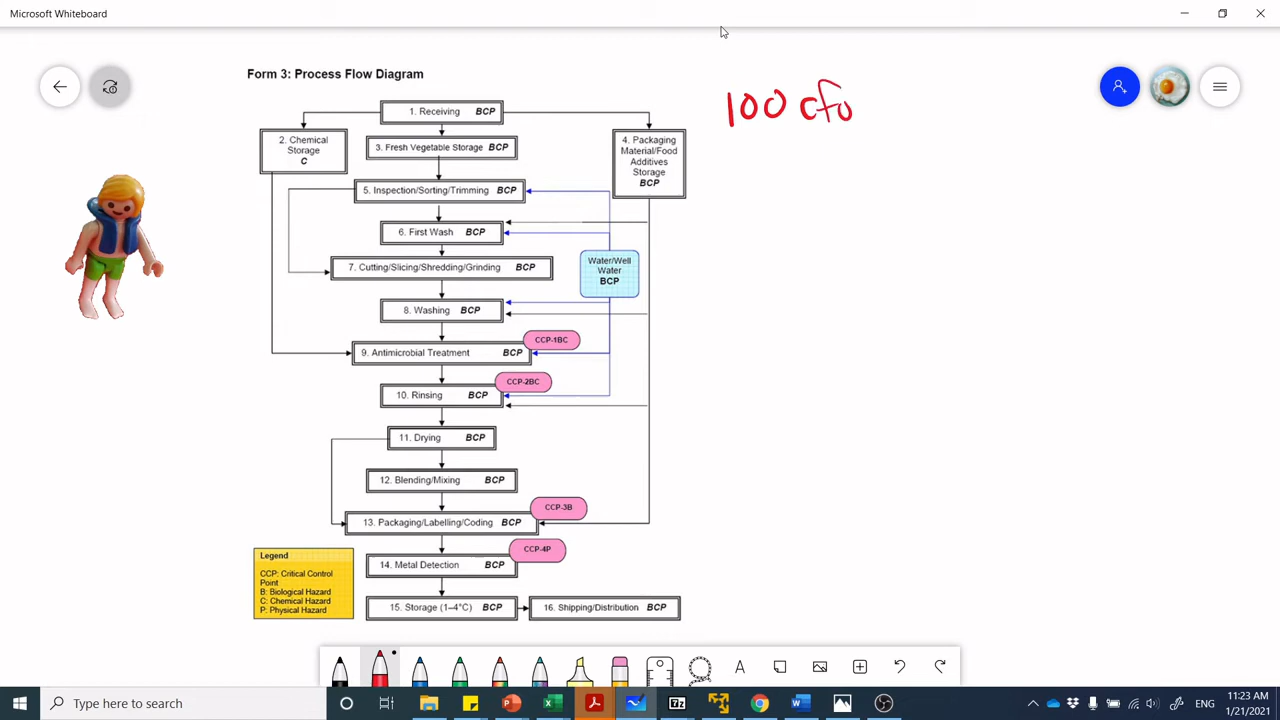 Microsoft Whiteboard
Form 3: Process Flow Diagram
100 cfu
1. Receiving BCP
2. Chemical
Storage
C
3. Fresh Vegetable Storage BCP
4. Packaging
Material/Food
Additives
Storage
BCP
5. Inspection/Sorting/Trimming BCP
6. First Wash BCP
Water/Well
Water
BCP
7. Cutting/Slicing/Shredding/Grinding BCP
8. Washing BCP
CCP-1BC
9. Antimicrobial Treatment BCP
CCP-2BC
10. Rinsing BCP
11. Drying BCP
12. Blending/Mixing BCP
CCP-3B
13. Packaging/Labelling/Coding BCP
CCP-4P
14. Metal Detection BCP
15. Storage (1–4°C) BCP
16. Shipping/Distribution BCP
Legend
CCP: Critical Control
Point
B: Biological Hazard
C: Chemical Hazard
P: Physical Hazard
A
Type here to search
ENG
11:23 AM
1/21/2021